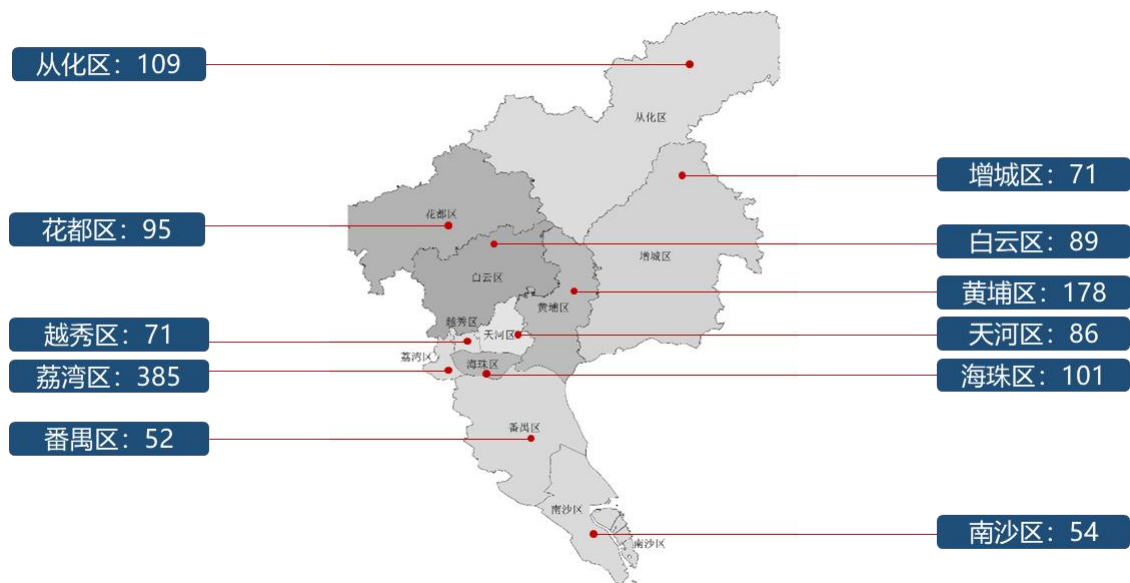 从化区：109
从化区
增城区：71
花都区
花都区：95
白云区：89
增城区
白云区
黄埔区：178
黄埔区
越秀区
越秀区：71
天河区
天河区：86
荔湾区
海珠区
荔湾区：385
海珠区：101
番禺区
番禺区：52
南沙区
南沙区：54
南沙区